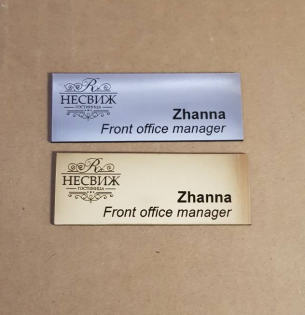 R
НЕСВИЖ
ГОСТИНИЦА
Zhanna
Front office manager
R
НЕСВИЖ
ГОСТИНИЦА
Zhanna
Front office manager